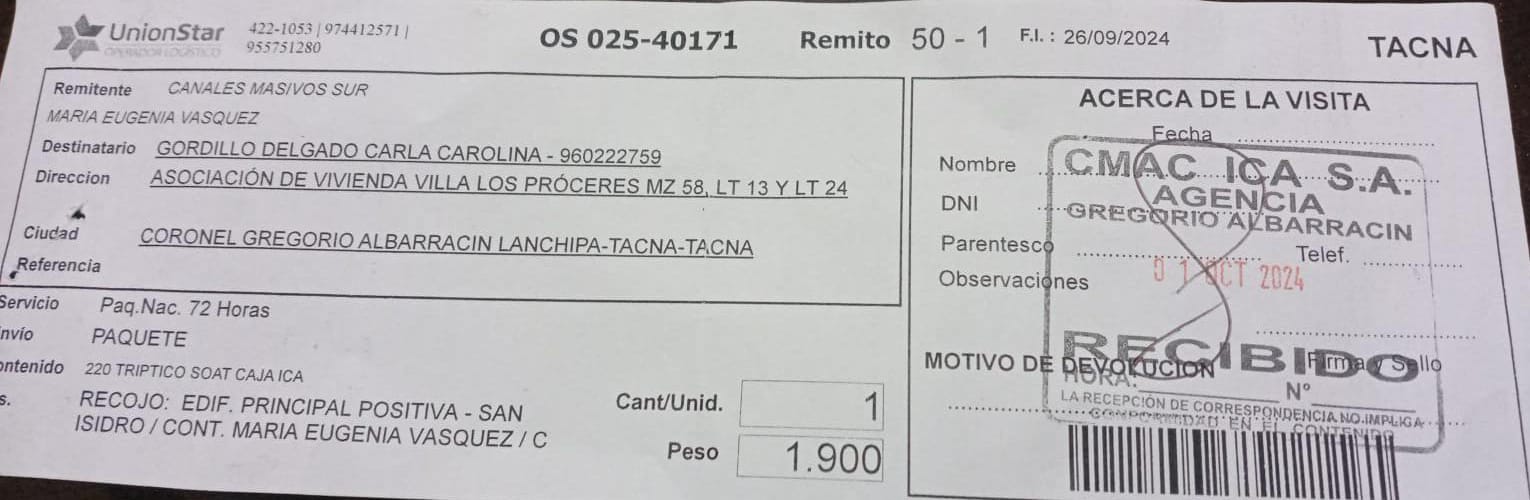 UnionStar
OPERADOR LOGÍSTICO
422-1053 | 974412571 |
955751280
OS 025-40171
Remito 50 - 1
F.I. : 26/09/2024
TACNA
Remitente CANALES MASIVOS SUR
MARIA EUGENIA VASQUEZ
Destinatario GORDILLO DELGADO CARLA CAROLINA - 960222759
Direccion ASOCIACIÓN DE VIVIENDA VILLA LOS PRÓCERES MZ 58, LT 13 Y LT 24
Ciudad CORONEL GREGORIO ALBARRACIN LANCHIPA-TACNA-TACNA
Referencia
Servicio Paq.Nac. 72 Horas
nvío PAQUETE
ontenido 220 TRIPTICO SOAT CAJA ICA
s. RECOJO: EDIF. PRINCIPAL POSITIVA - SAN
ISIDRO / CONT. MARIA EUGENIA VASQUEZ / C
Cant/Unid. 1
Peso 1.900
ACERCA DE LA VISITA
Fecha
Nombre
DNI
Parentesco
Telef.
Observaciones
MOTIVO DE DEVOLUCION
Firma y Sello
CMAC ICA S.A.
AGENCIA
GREGORIO ALBARRACIN
01 OCT 2024
RECIBIDO
HORA: Nº
LA RECEPCIÓN DE CORRESPONDENCIA NO IMPLICA
CONFORMIDAD EN EL CONTENIDO